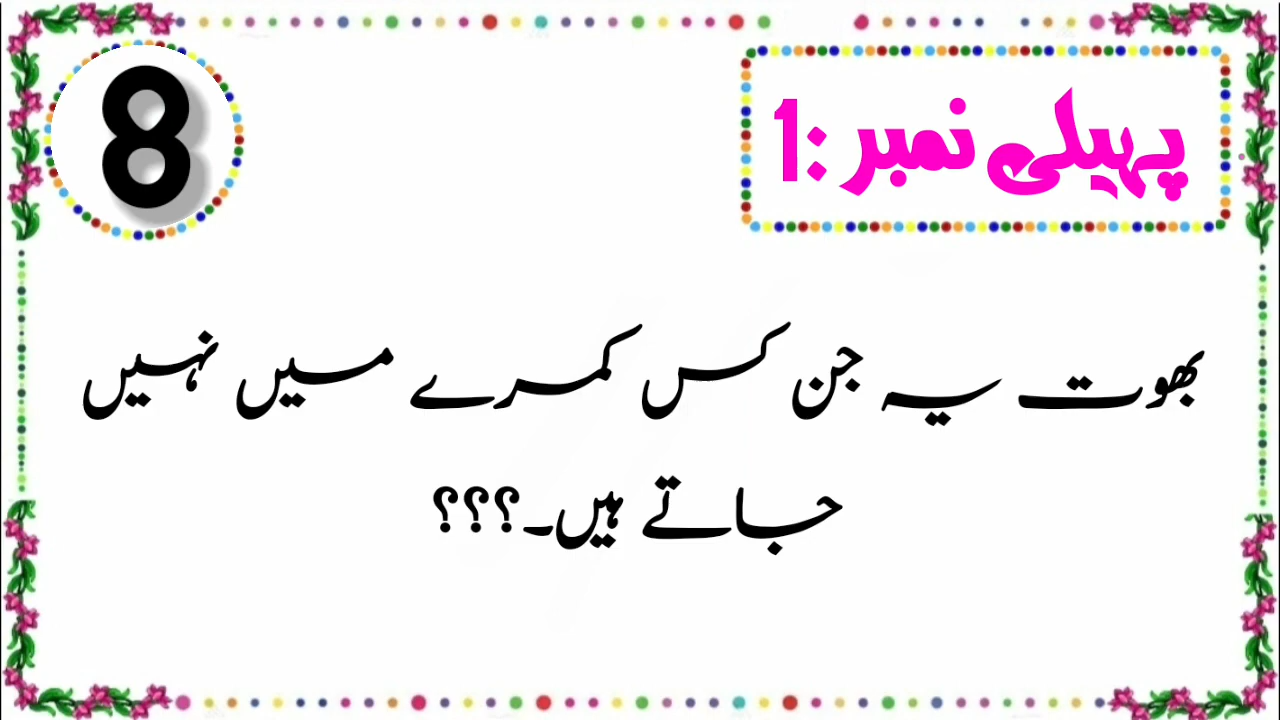 8
پہیلی نمبر :1
بھوت یہ جن کس کمرے میں نہیں
جاتے ہیں۔؟؟؟